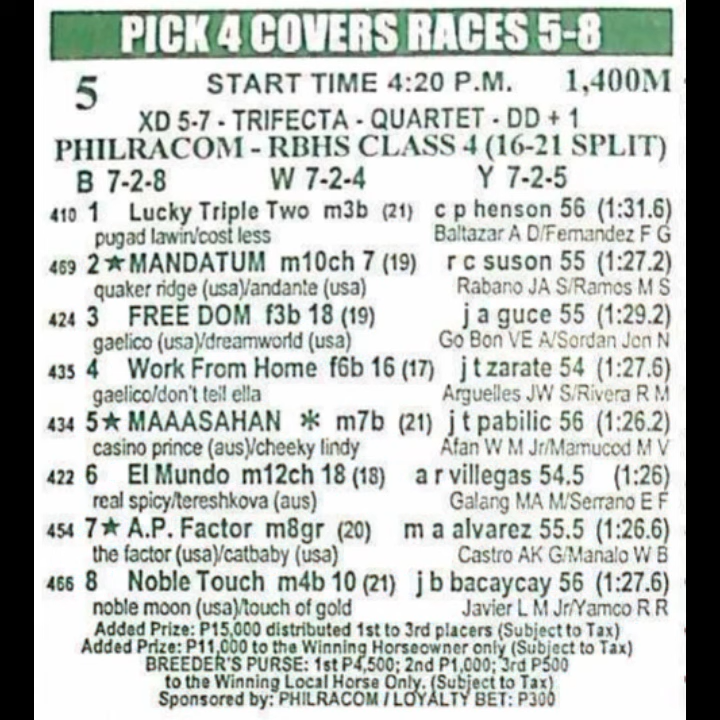 PICK 4 COVERS RACES 5-8
5 START TIME 4:20 P.M. 1,400M
XD 5-7 - TRIFECTA - QUARTET - DD + 1
PHILRACOM - RBHS CLASS 4 (16-21 SPLIT)
B 7-2-8 W 7-2-4 Y 7-2-5
410 1 Lucky Triple Two m3b (21) c p henson 56 (1:31.6)
pugad lawin/cost less Baltazar A D/Fernandez F G
469 2★ MANDATUM m10ch 7 (19) r c suson 55 (1:27.2)
quaker ridge (usa)/andante (usa) Rabano JA S/Ramos M S
424 3 FREE DOM f3b 18 (19) j a guce 55 (1:29.2)
gaelico (usa)/dreamworld (usa) Go Bon VE A/Sordan Jon N
435 4 Work From Home f6b 16 (17) j t zarate 54 (1:27.6)
gaelico/don't tell ella Arguelles JW S/Rivera R M
434 5★ MAAASAHAN * m7b (21) j t pabilic 56 (1:26.2)
casino prince (aus)/cheeky lindy Afan W M Jr/Mamucod M V
422 6 El Mundo m12ch 18 (18) a r villegas 54.5 (1:26)
real spicy/tereshkova (aus) Galang MA M/Serrano E F
454 7★ A.P. Factor m8gr (20) m a alvarez 55.5 (1:26.6)
the factor (usa)/catbaby (usa) Castro AK G/Manalo W B
466 8 Noble Touch m4b 10 (21) j b bacaycay 56 (1:27.6)
noble moon (usa)/touch of gold Javier L M Jr/Yamco R R
Added Prize: P15,000 distributed 1st to 3rd placers (Subject to Tax)
Added Prize: P11,000 to the Winning Horseowner only (Subject to Tax)
BREEDER'S PURSE: 1st P4,500; 2nd P1,000; 3rd P500
to the Winning Local Horse Only. (Subject to Tax)
Sponsored by: PHILRACOM / LOYALTY BET: P300